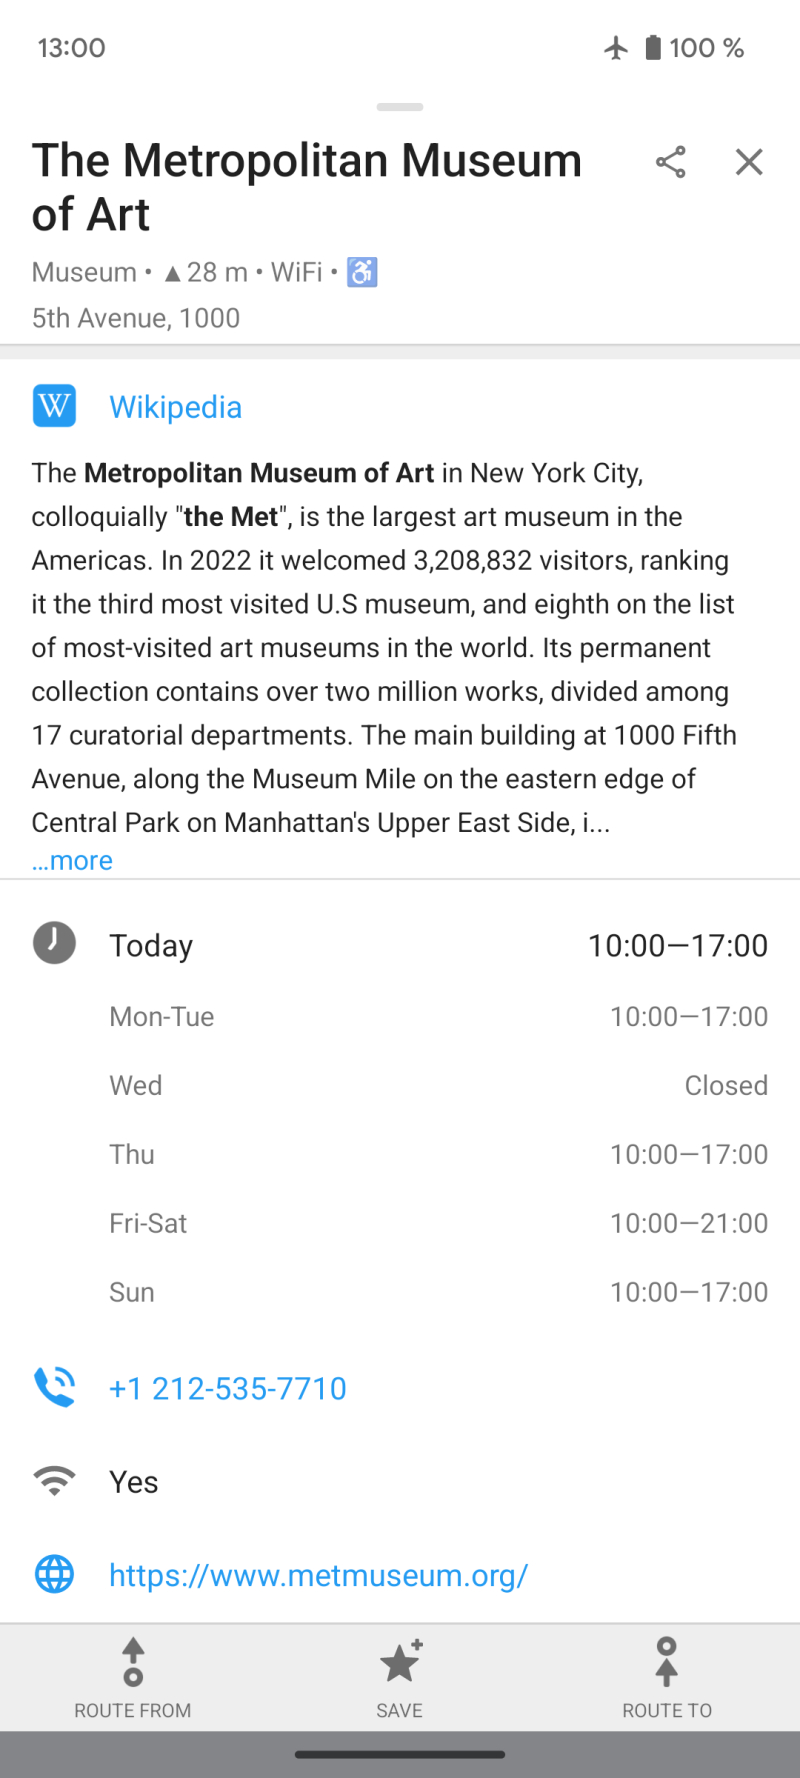 13:00 100 %
The Metropolitan Museum
of Art
Museum • ▲28 m • WiFi • ♿
5th Avenue, 1000
W Wikipedia
The Metropolitan Museum of Art in New York City,
colloquially "the Met", is the largest art museum in the
Americas. In 2022 it welcomed 3,208,832 visitors, ranking
it the third most visited U.S museum, and eighth on the list
of most-visited art museums in the world. Its permanent
collection contains over two million works, divided among
17 curatorial departments. The main building at 1000 Fifth
Avenue, along the Museum Mile on the eastern edge of
Central Park on Manhattan's Upper East Side, i...
…more
Today 10:00—17:00
Mon-Tue 10:00—17:00
Wed Closed
Thu 10:00—17:00
Fri-Sat 10:00—21:00
Sun 10:00—17:00
+1 212-535-7710
Yes
https://www.metmuseum.org/
ROUTE FROM SAVE ROUTE TO